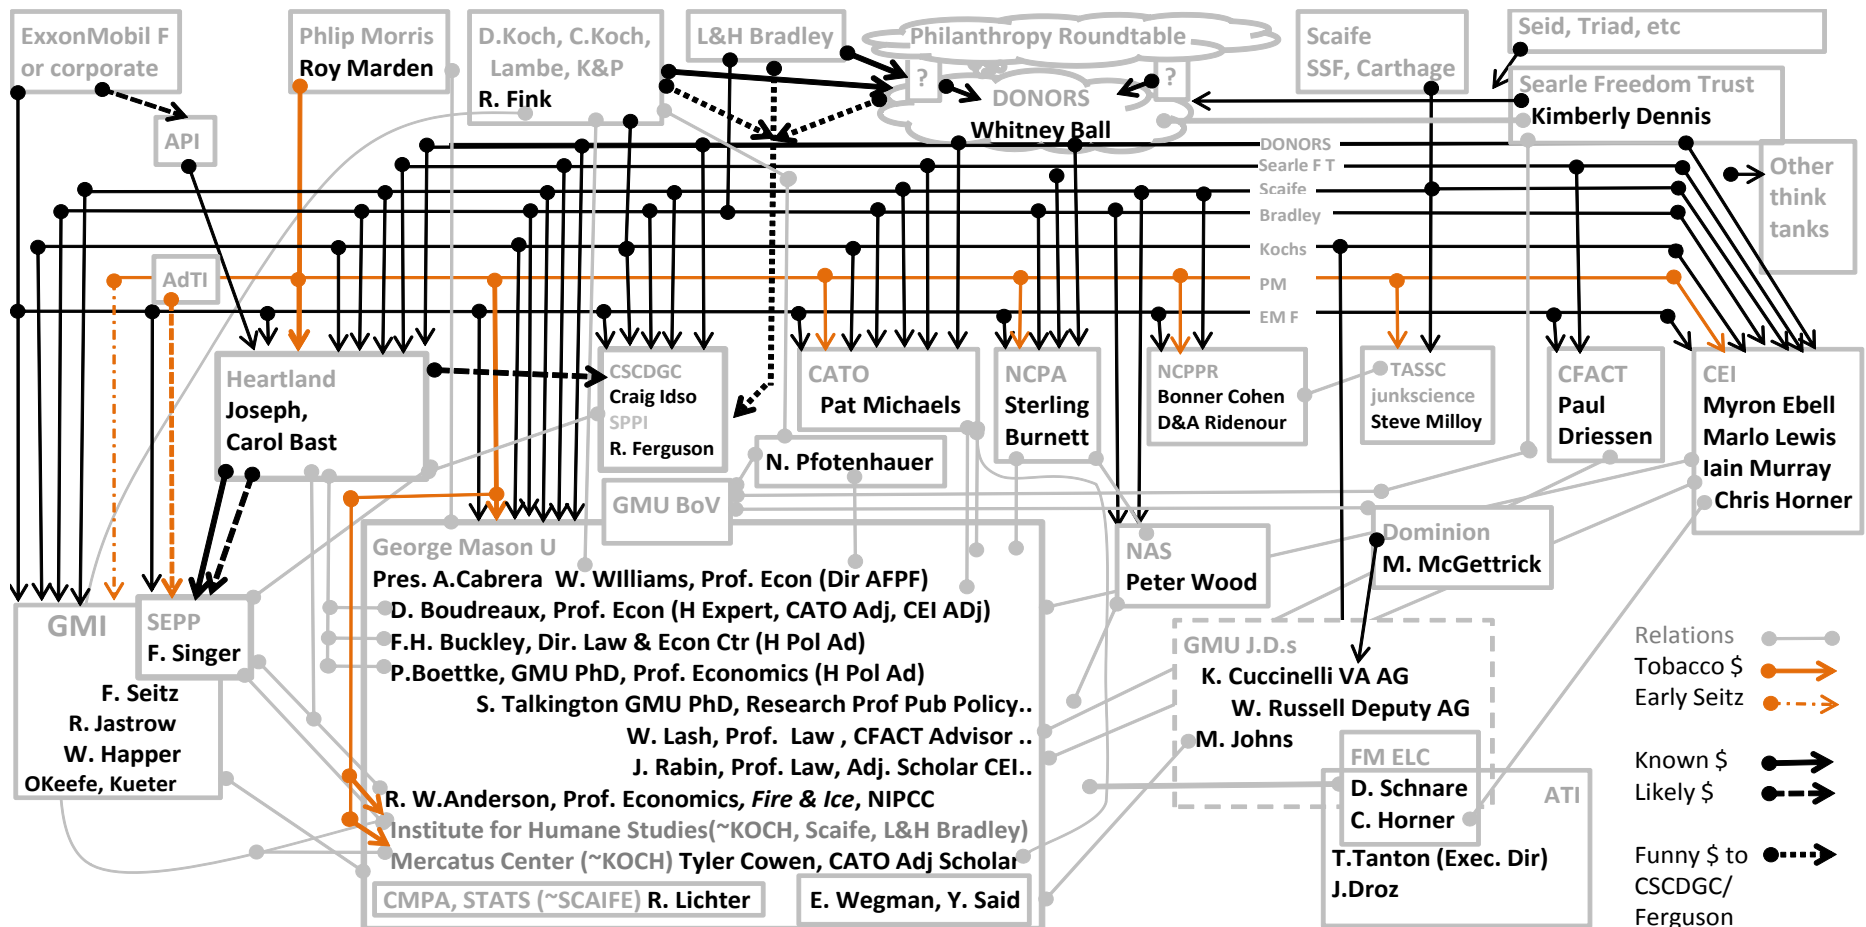 ExxonMobil F
or corporate
Phlip Morris
Roy Marden
D.Koch, C.Koch,
Lambe, K&P
R. Fink
L&H Bradley
Philanthropy Roundtable
?
?
DONORS
Whitney Ball
Scaife
SSF, Carthage
Seid, Triad, etc
Searle Freedom Trust
Kimberly Dennis
API
AdTI
DONORS
Searle F T
Scaife
Bradley
Kochs
PM
EM F
Other
think
tanks
Heartland
Joseph,
Carol Bast
CSCDGC
Craig Idso
SPPI
R. Ferguson
CATO
Pat Michaels
NCPA
Sterling
Burnett
NCPPR
Bonner Cohen
D&A Ridenour
TASSC
junkscience
Steve Milloy
CFACT
Paul
Driessen
CEI
Myron Ebell
Marlo Lewis
Iain Murray
Chris Horner
N. Pfotenhauer
GMU BoV
George Mason U
Pres. A.Cabrera W. WIlliams, Prof. Econ (Dir AFPF)
D. Boudreaux, Prof. Econ (H Expert, CATO Adj, CEI ADj)
F.H. Buckley, Dir. Law & Econ Ctr (H Pol Ad)
P.Boettke, GMU PhD, Prof. Economics (H Pol Ad)
S. Talkington GMU PhD, Research Prof Pub Policy..
W. Lash, Prof. Law , CFACT Advisor ..
J. Rabin, Prof. Law, Adj. Scholar CEI..
R. W.Anderson, Prof. Economics, Fire & Ice, NIPCC
Institute for Humane Studies(~KOCH, Scaife, L&H Bradley)
Mercatus Center (~KOCH) Tyler Cowen, CATO Adj Scholar
CMPA, STATS (~SCAIFE) R. Lichter
E. Wegman, Y. Said
NAS
Peter Wood
Dominion
M. McGettrick
GMI
SEPP
F. Singer
F. Seitz
R. Jastrow
W. Happer
OKeefe, Kueter
GMU J.D.s
K. Cuccinelli VA AG
W. Russell Deputy AG
M. Johns
FM ELC
D. Schnare
C. Horner
ATI
T.Tanton (Exec. Dir)
J.Droz
Relations
Tobacco $
Early Seitz
Known $
Likely $
Funny $ to
CSCDGC/
Ferguson